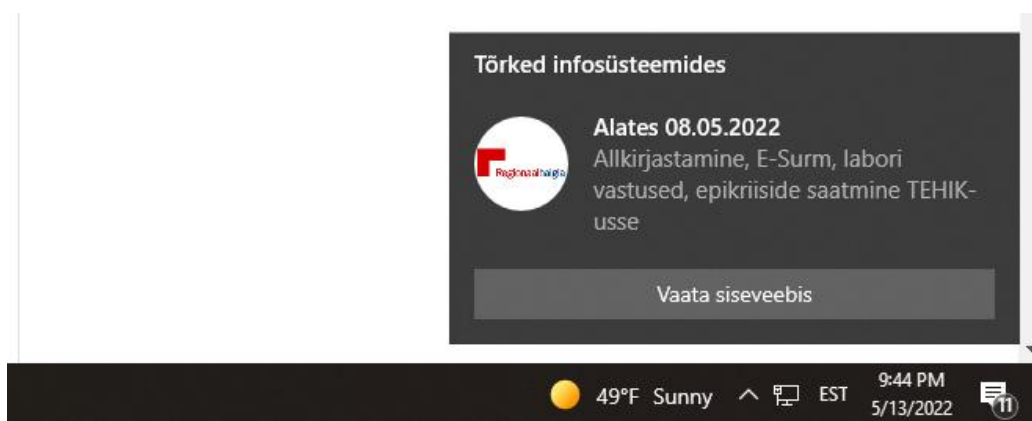 Tõrked infosüsteemides
Alates 08.05.2022
Allkirjastamine, E-Surm, labori
vastused, epikriiside saatmine TEHIK-
usse
Regionaalhaigla
Vaata siseveebis
49°F Sunny
EST
9:44 PM
5/13/2022
11